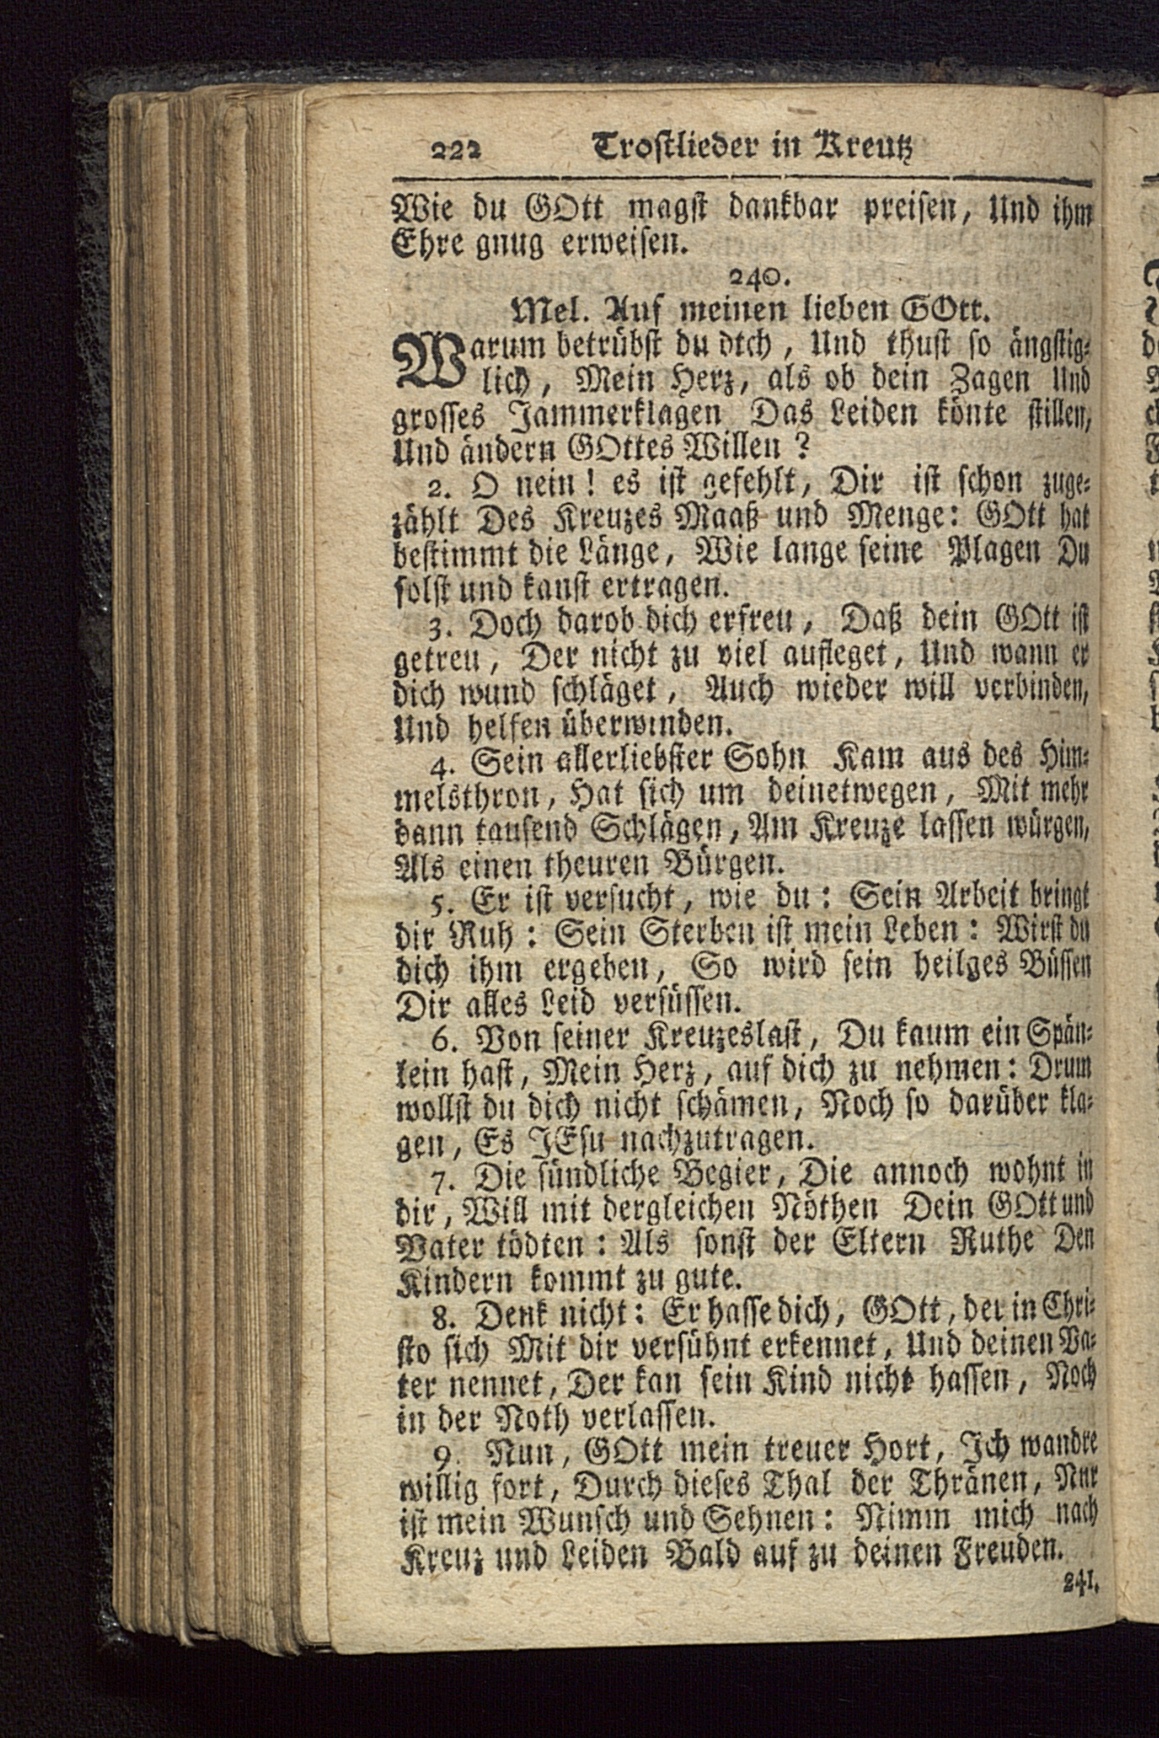 222 Trostlieder in Kreutz
Wie du GOtt magst dankbar preisen, Und ihm
Ehre gnug erweisen.
240.
Mel. Auf meinen lieben GOtt.
Warum betrübst du dich, Und thust so ängstig-
lich, Mein Herz, als ob dein Zagen Und
grosses Jammerklagen Das Leiden könte stillen,
Und ändern GOttes Willen?
2. O nein! es ist gefehlt, Dir ist schon zuge-
zählt Des Kreuzes Maaß und Menge: GOtt hat
bestimmt die Länge, Wie lange seine Plagen Du
solst und kanst ertragen.
3. Doch darob dich erfreu, Daß dein GOtt ist
getreu, Der nicht zu viel aufleget, Und wann er
dich wund schläget, Auch wieder will verbinden,
Und helfen überwinden.
4. Sein allerliebster Sohn Kam aus des Him-
melsthron, Hat sich um deinetwegen, Mit mehr
dann tausend Schlägen, Am Kreuze lassen würgen,
Als einen theuren Bürgen.
5. Er ist versucht, wie du: Sein Arbeit bringt
dir Ruh: Sein Sterben ist mein Leben: Wirst du
dich ihm ergeben, So wird sein heilges Büssen
Dir alles Leid versüssen.
6. Von seiner Kreuzeslast, Du kaum ein Spän-
lein hast, Mein Herz, auf dich zu nehmen: Drum
wollst du dich nicht schämen, Noch so darüber kla-
gen, Es JEsu nachzutragen.
7. Die sündliche Begier, Die annoch wohnt in
dir, Will mit dergleichen Nöthen Dein GOtt und
Vater tödten: Als sonst der Eltern Ruthe Den
Kindern kommt zu gute.
8. Denk nicht: Er hasse dich, GOtt, der in Chri-
sto sich Mit dir versühnt erkennet, Und deinen Va-
ter nennet, Der kan sein Kind nicht hassen, Noch
in der Noth verlassen.
9. Nun, GOtt mein treuer Hort, Ich wandre
willig fort, Durch dieses Thal der Thränen, Nur
ist mein Wunsch und Sehnen: Nimm mich nach
Kreuz und Leiden Bald auf zu deinen Freuden.
241.